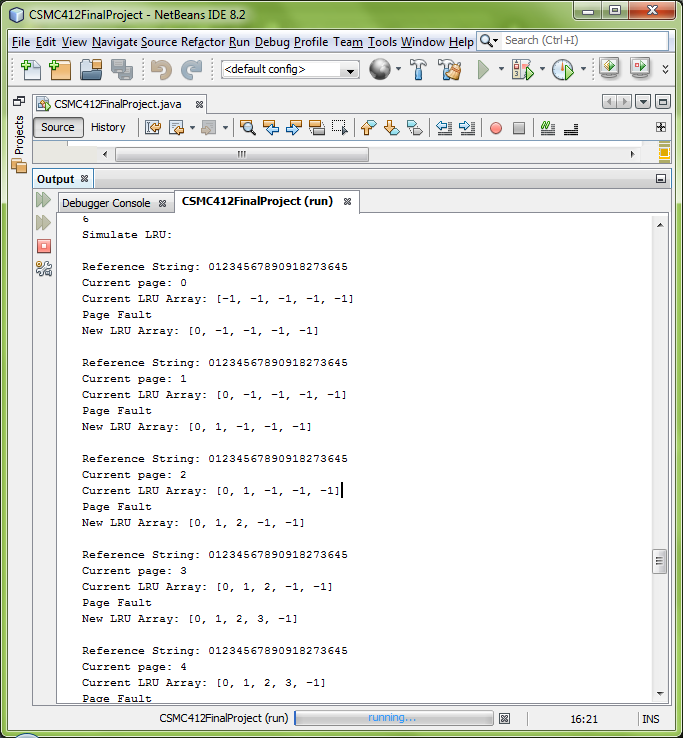 CSMC412FinalProject - NetBeans IDE 8.2
File Edit View Navigate Source Refactor Run Debug Profile Team Tools Window Help Search (Ctrl+I)
<default config>
Projects
CSMC412FinalProject.java
Source History
Output
Debugger Console CSMC412FinalProject (run)
6
Simulate LRU:
Reference String: 01234567890918273645
Current page: 0
Current LRU Array: [-1, -1, -1, -1, -1]
Page Fault
New LRU Array: [0, -1, -1, -1, -1]
Reference String: 01234567890918273645
Current page: 1
Current LRU Array: [0, -1, -1, -1, -1]
Page Fault
New LRU Array: [0, 1, -1, -1, -1]
Reference String: 01234567890918273645
Current page: 2
Current LRU Array: [0, 1, -1, -1, -1]
Page Fault
New LRU Array: [0, 1, 2, -1, -1]
Reference String: 01234567890918273645
Current page: 3
Current LRU Array: [0, 1, 2, -1, -1]
Page Fault
New LRU Array: [0, 1, 2, 3, -1]
Reference String: 01234567890918273645
Current page: 4
Current LRU Array: [0, 1, 2, 3, -1]
Page Fault
CSMC412FinalProject (run) running... 16:21 INS